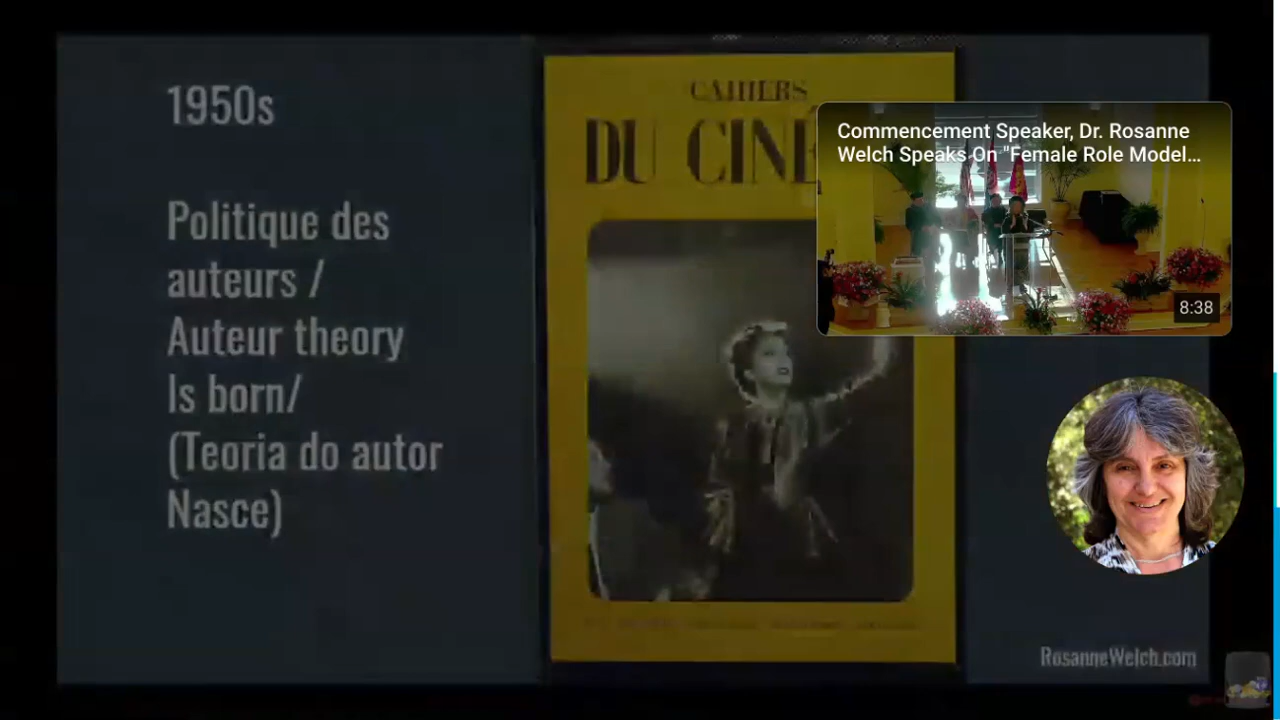 1950s
Politique des
auteurs /
Auteur theory
Is born/
(Teoria do autor
Nasce)
CAHIERS
DU CINÉ
Commencement Speaker, Dr. Rosanne
Welch Speaks On "Female Role Model...
8:38
RosanneWelch.com